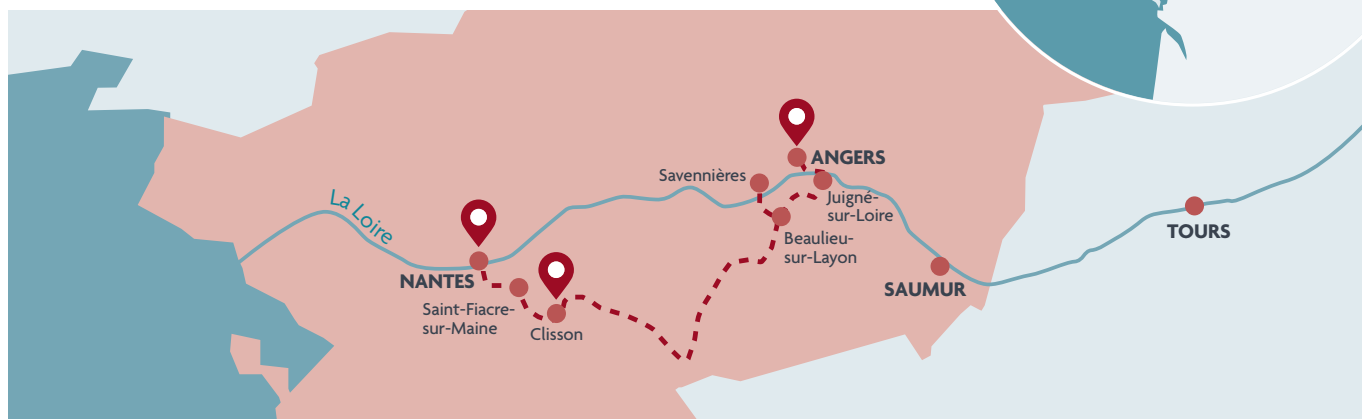 ANGERS
Savennières
Juigné-
sur-Loire
La Loire
Beaulieu-
sur-Layon
TOURS
NANTES
SAUMUR
Saint-Fiacre-
sur-Maine
Clisson